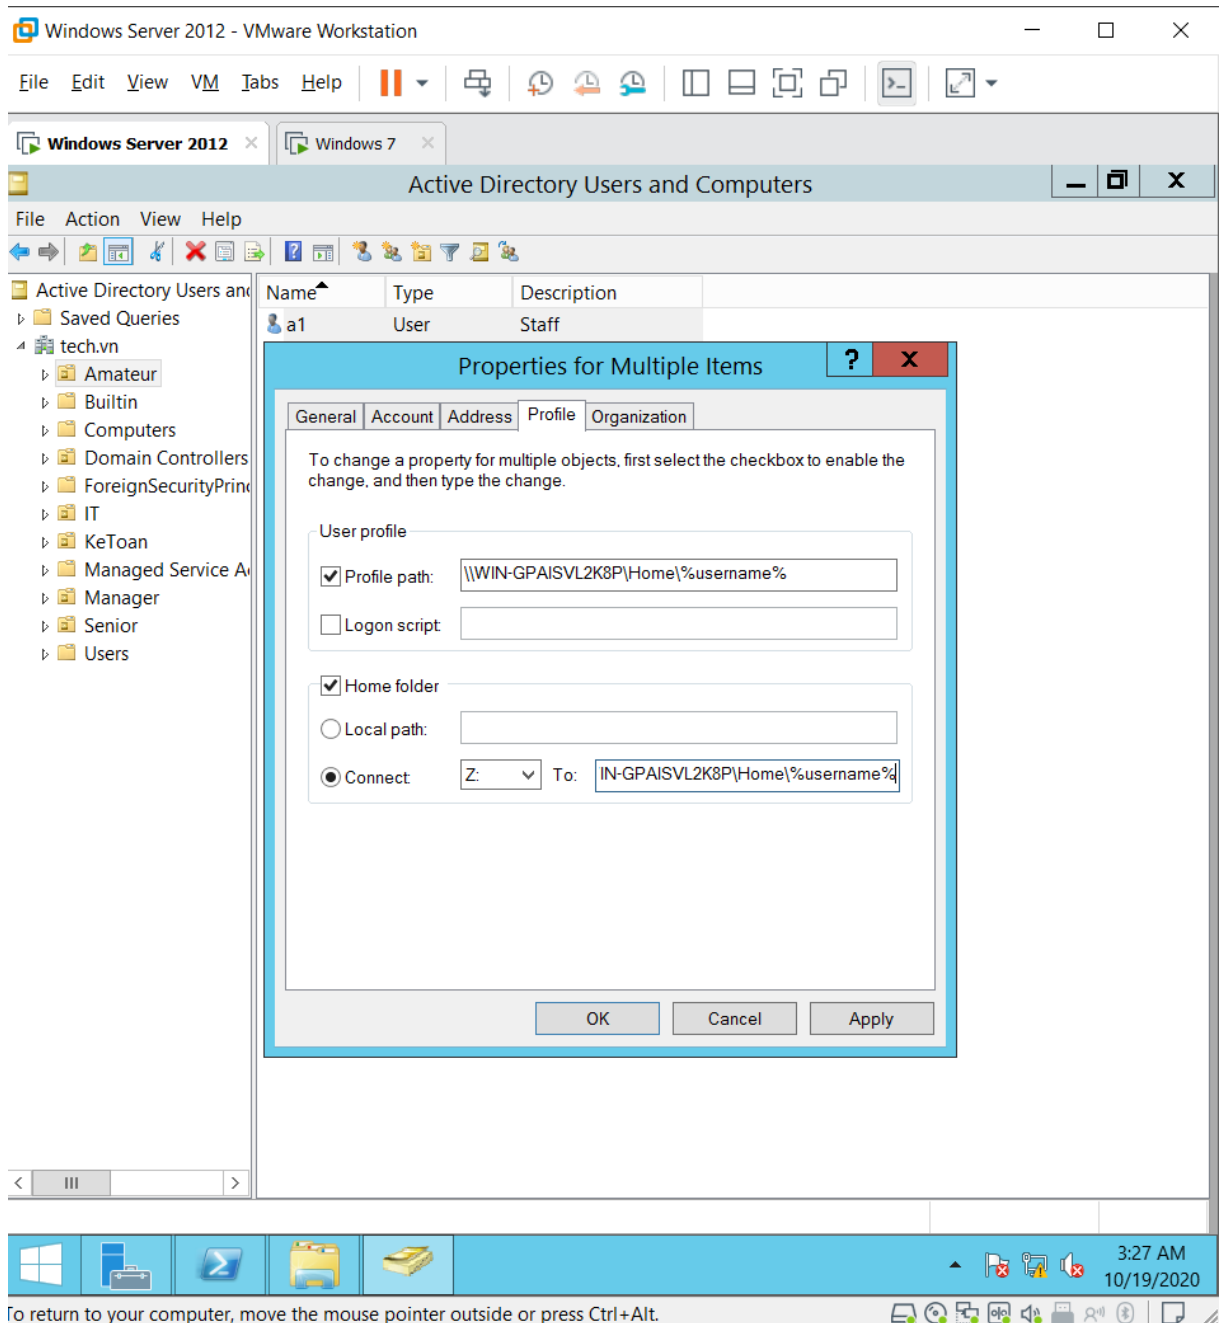 Windows Server 2012 - VMware Workstation
File Edit View VM Tabs Help
Windows Server 2012 Windows 7
Active Directory Users and Computers
File Action View Help
Active Directory Users and Name Type Description
Saved Queries a1 User Staff
tech.vn
Amateur
Builtin
Computers
Domain Controllers
ForeignSecurityPrinc
IT
KeToan
Managed Service Ac
Manager
Senior
Users
Properties for Multiple Items ? X
General Account Address Profile Organization
To change a property for multiple objects, first select the checkbox to enable the
change, and then type the change.
User profile
Profile path: \\WIN-GPAISVL2K8P\Home\%username%
Logon script:
Home folder
Local path:
Connect: Z: To: IN-GPAISVL2K8P\Home\%username%
OK Cancel Apply
3:27 AM
10/19/2020
To return to your computer, move the mouse pointer outside or press Ctrl+Alt.